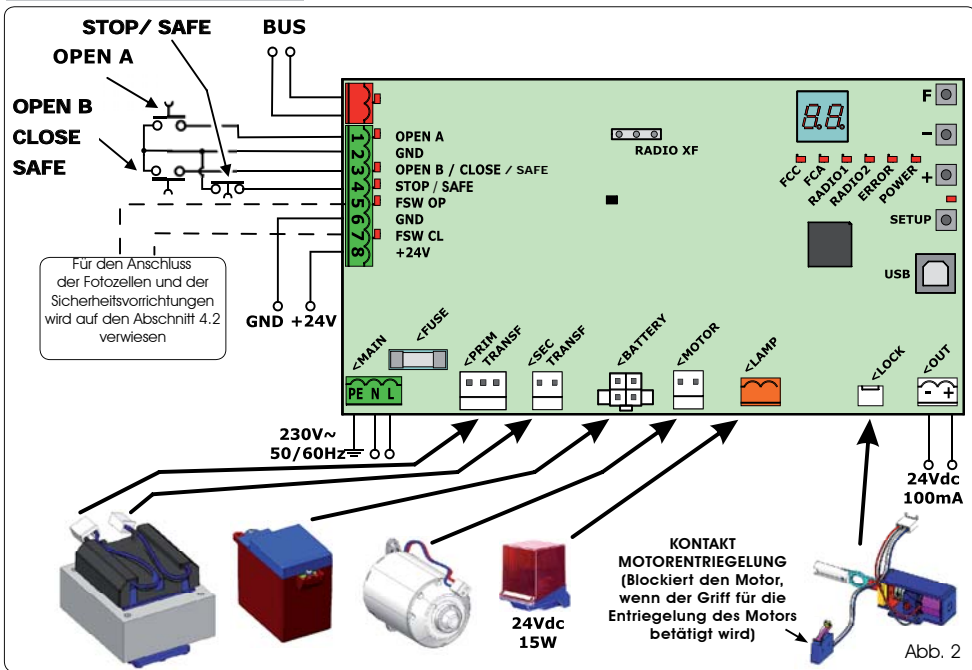 STOP/ SAFE
BUS
OPEN A
OPEN B
CLOSE
SAFE
1 OPEN A
2 GND
3 OPEN B / CLOSE / SAFE
4 STOP / SAFE
5 FSW OP
6 GND
7 FSW CL
8 +24V
RADIO XF
8.8.
F
-
+
SETUP
USB
FCC
FCA
RADIO1
RADIO2
ERROR
POWER
Für den Anschluss
der Fotozellen und der
Sicherheitsvorrichtungen
wird auf den Abschnitt 4.2
verwiesen
GND +24V
<MAIN
<FUSE
<PRIM
TRANSF
<SEC
TRANSF
<BATTERY
<MOTOR
<LAMP
<LOCK
<OUT
PE N L
- +
230V~
50/60Hz
24Vdc
100mA
24Vdc
15W
KONTAKT
MOTORENTRIEGELUNG
(Blockiert den Motor,
wenn der Griff für die
Entriegelung des Motors
betätigt wird)
Abb. 2